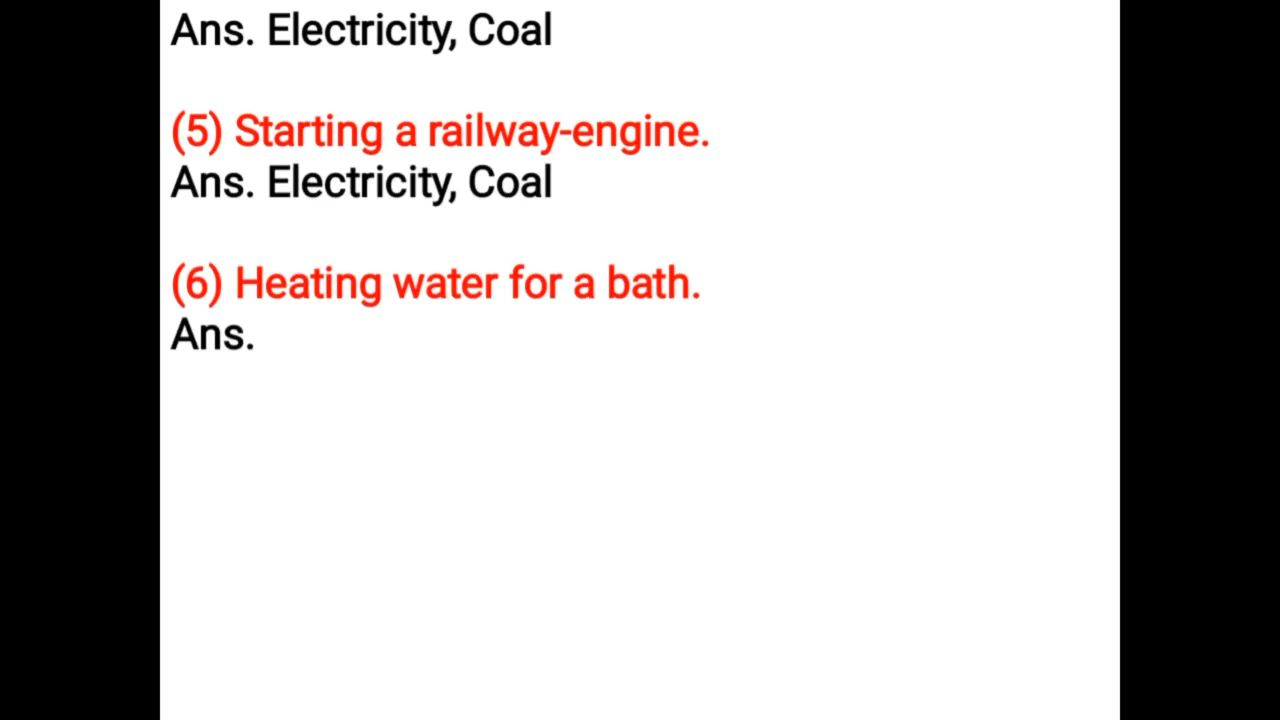 Ans. Electricity, Coal
(5) Starting a railway-engine.
Ans. Electricity, Coal
(6) Heating water for a bath.
Ans.